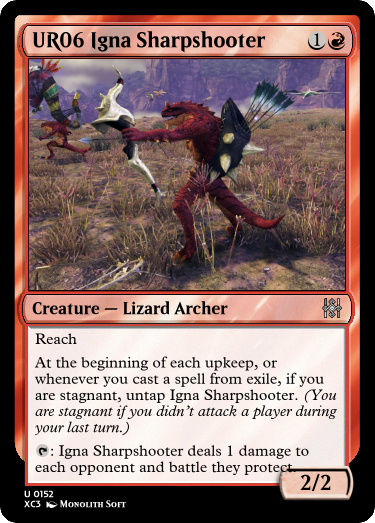 UR06 Igna Sharpshooter 1
Creature — Lizard Archer
Reach
At the beginning of each upkeep, or
whenever you cast a spell from exile, if you
are stagnant, untap Igna Sharpshooter. (You
are stagnant if you didn't attack a player during
your last turn.)
: Igna Sharpshooter deals 1 damage to
each opponent and battle they protect.
2/2
U 0152
XC3 Monolith Soft